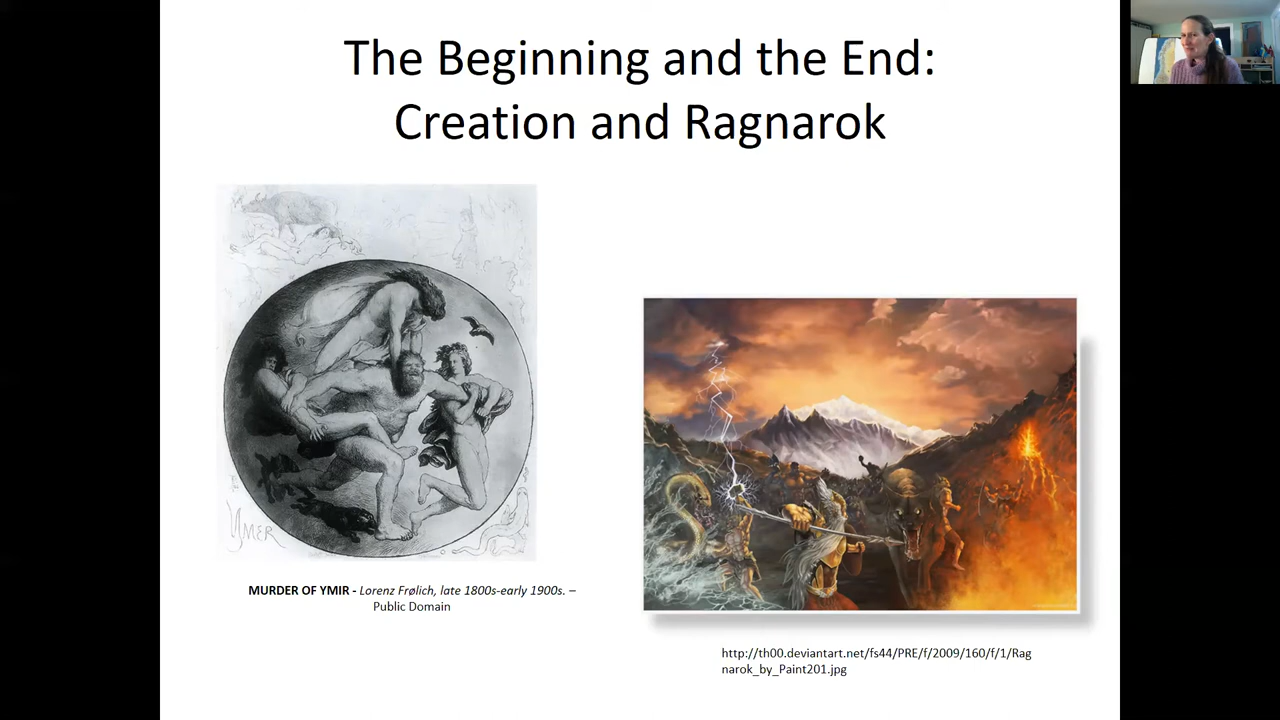 The Beginning and the End:
Creation and Ragnarok
YMER
MURDER OF YMIR - Lorenz Frølich, late 1800s-early 1900s. –
Public Domain
http://th00.deviantart.net/fs44/PRE/f/2009/160/f/1/Rag
narok_by_Paint201.jpg